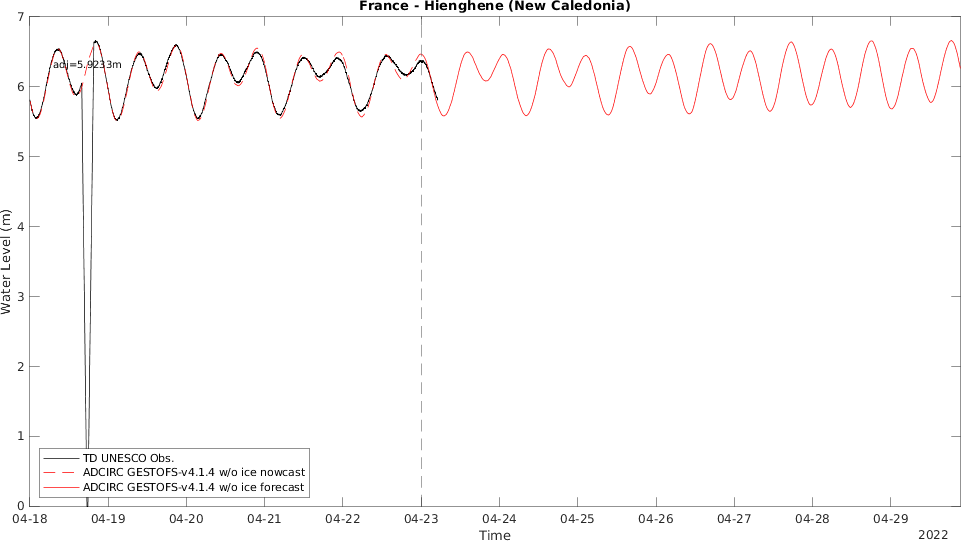 France - Hienghene (New Caledonia)
7
6
5
4
3
2
1
0
Water Level (m)
adj=5.9233m
TD UNESCO Obs.
ADCIRC GESTOFS-v4.1.4 w/o ice nowcast
ADCIRC GESTOFS-v4.1.4 w/o ice forecast
04-18 04-19 04-20 04-21 04-22 04-23 04-24 04-25 04-26 04-27 04-28 04-29
Time
2022